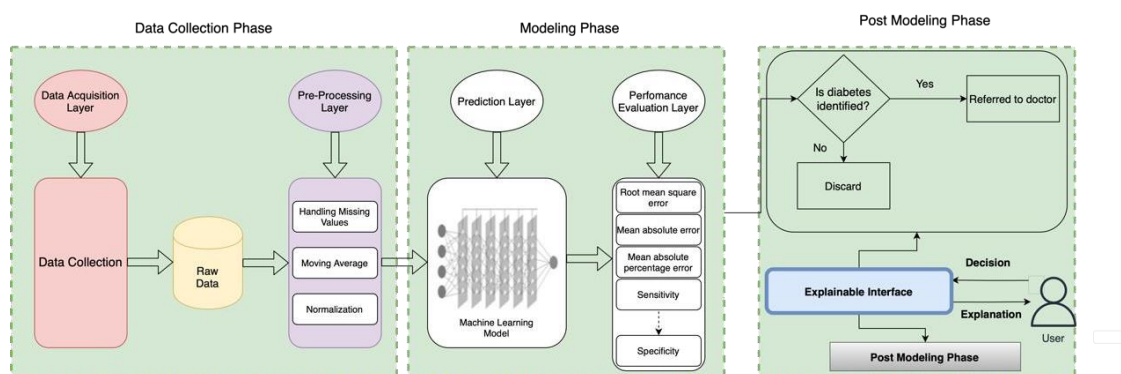 Data Collection Phase
Modeling Phase
Post Modeling Phase
Data Acquisition
Layer
Pre-Processing
Layer
Prediction Layer
Perfomance
Evaluation Layer
Data Collection
Raw
Data
Handling Missing
Values
Moving Average
Normalization
Machine Learning
Model
Root mean square
error
Mean absolute error
Mean absolute
percentage error
Sensitivity
Specificity
Is diabetes
identified?
Yes
Referred to doctor
No
Discard
Explainable Interface
Decision
Explanation
User
Post Modeling Phase